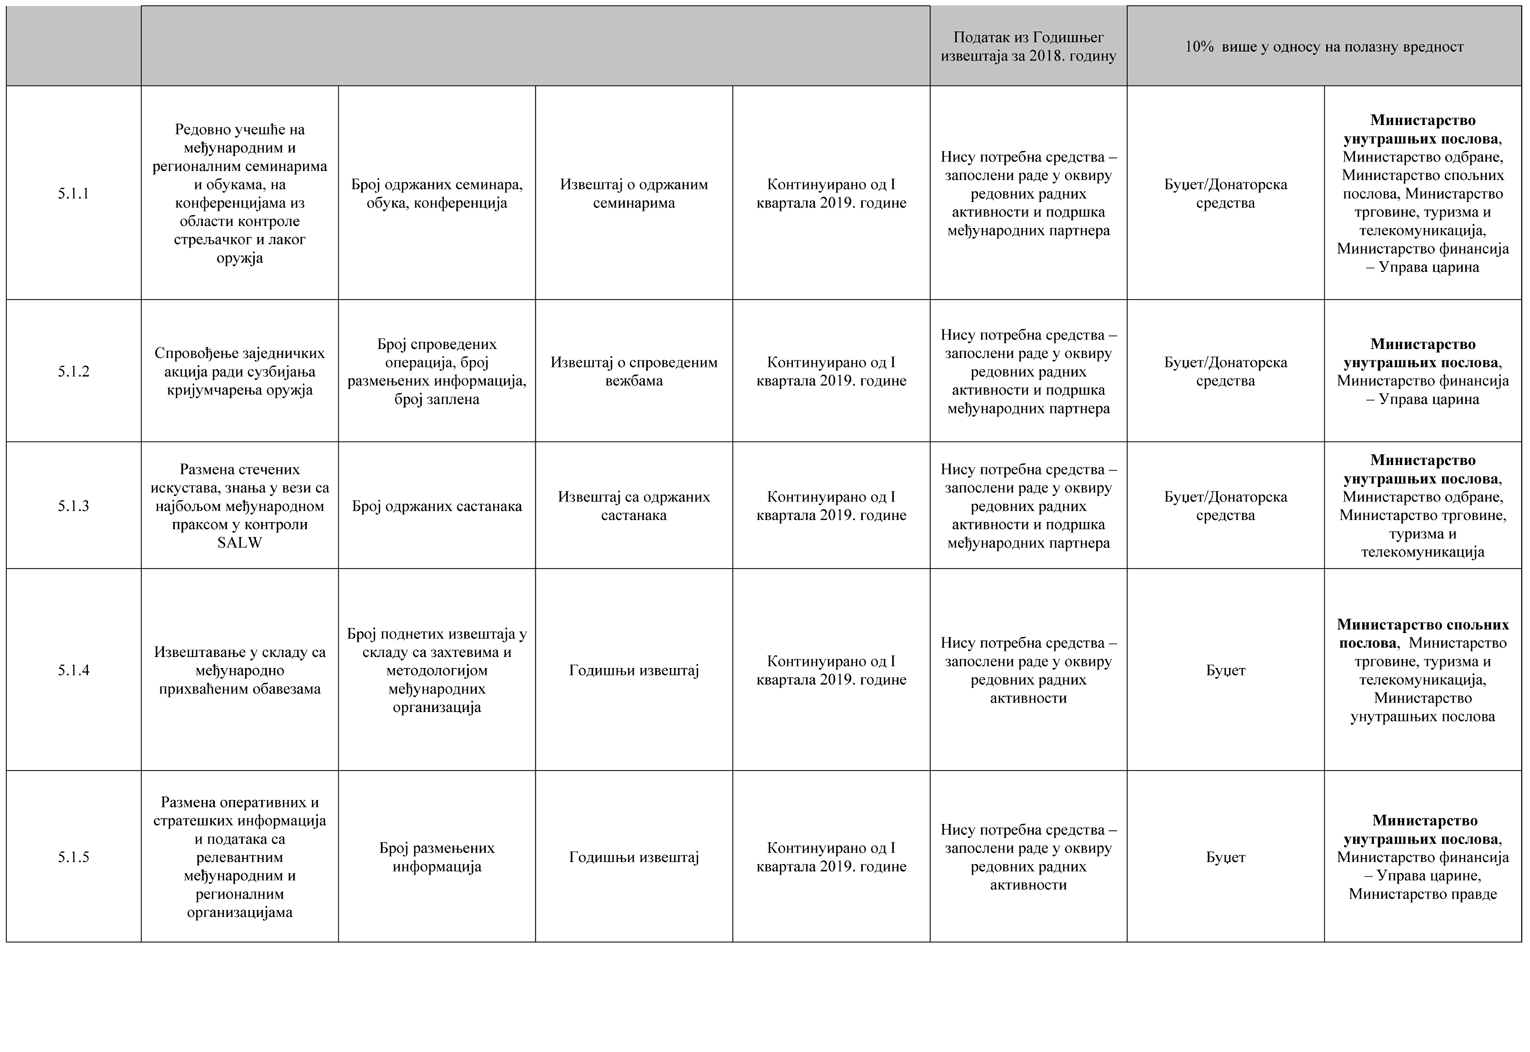 Податак из Годишњег
извештаја за 2018. годину
10% више у односу на полазну вредност
5.1.1
Редовно учешће на
међународним и
регионалним семинарима
и обукама, на
конференцијама из
области контроле
стрељачког и лаког
оружја
Број одржаних семинара,
обука, конференција
Извештај о одржаним
семинарима
Континуирано од I
квартала 2019. године
Нису потребна средства –
запослени раде у оквиру
редовних радних
активности и подршка
међународних партнера
Буџет/Донаторска
средства
Министарство
унутрашњих послова,
Министарство одбране,
Министарство спољних
послова, Министарство
трговине, туризма и
телекомуникација,
Министарство финансија
– Управа царина
5.1.2
Спровођење заједничких
акција ради сузбијања
кријумчарења оружја
Број спроведених
операција, број
размењених информација,
број заплена
Извештај о спроведеним
вежбама
Континуирано од I
квартала 2019. године
Нису потребна средства –
запослени раде у оквиру
редовних радних
активности и подршка
међународних партнера
Буџет/Донаторска
средства
Министарство
унутрашњих послова,
Министарство финансија
– Управа царина
5.1.3
Размена стечених
искустава, знања у вези са
најбољом међународном
праксом у контроли
SALW
Број одржаних састанака
Извештај са одржаних
састанака
Континуирано од I
квартала 2019. године
Нису потребна средства –
запослени раде у оквиру
редовних радних
активности и подршка
међународних партнера
Буџет/Донаторска
средства
Министарство
унутрашњих послова,
Министарство одбране,
Министарство трговине,
туризма и
телекомуникација
5.1.4
Извештавање у складу са
међународно
прихваћеним обавезама
Број поднетих извештаја у
складу са захтевима и
методологијом
међународних
организација
Годишњи извештај
Континуирано од I
квартала 2019. године
Нису потребна средства –
запослени раде у оквиру
редовних радних
активности
Буџет
Министарство спољних
послова, Министарство
трговине, туризма и
телекомуникација,
Министарство
унутрашњих послова
5.1.5
Размена оперативних и
стратешких информација
и података са
релевантним
међународним и
регионалним
организацијама
Број размењених
информација
Годишњи извештај
Континуирано од I
квартала 2019. године
Нису потребна средства –
запослени раде у оквиру
редовних радних
активности
Буџет
Министарство
унутрашњих послова,
Министарство финансија
– Управа царине,
Министарство правде